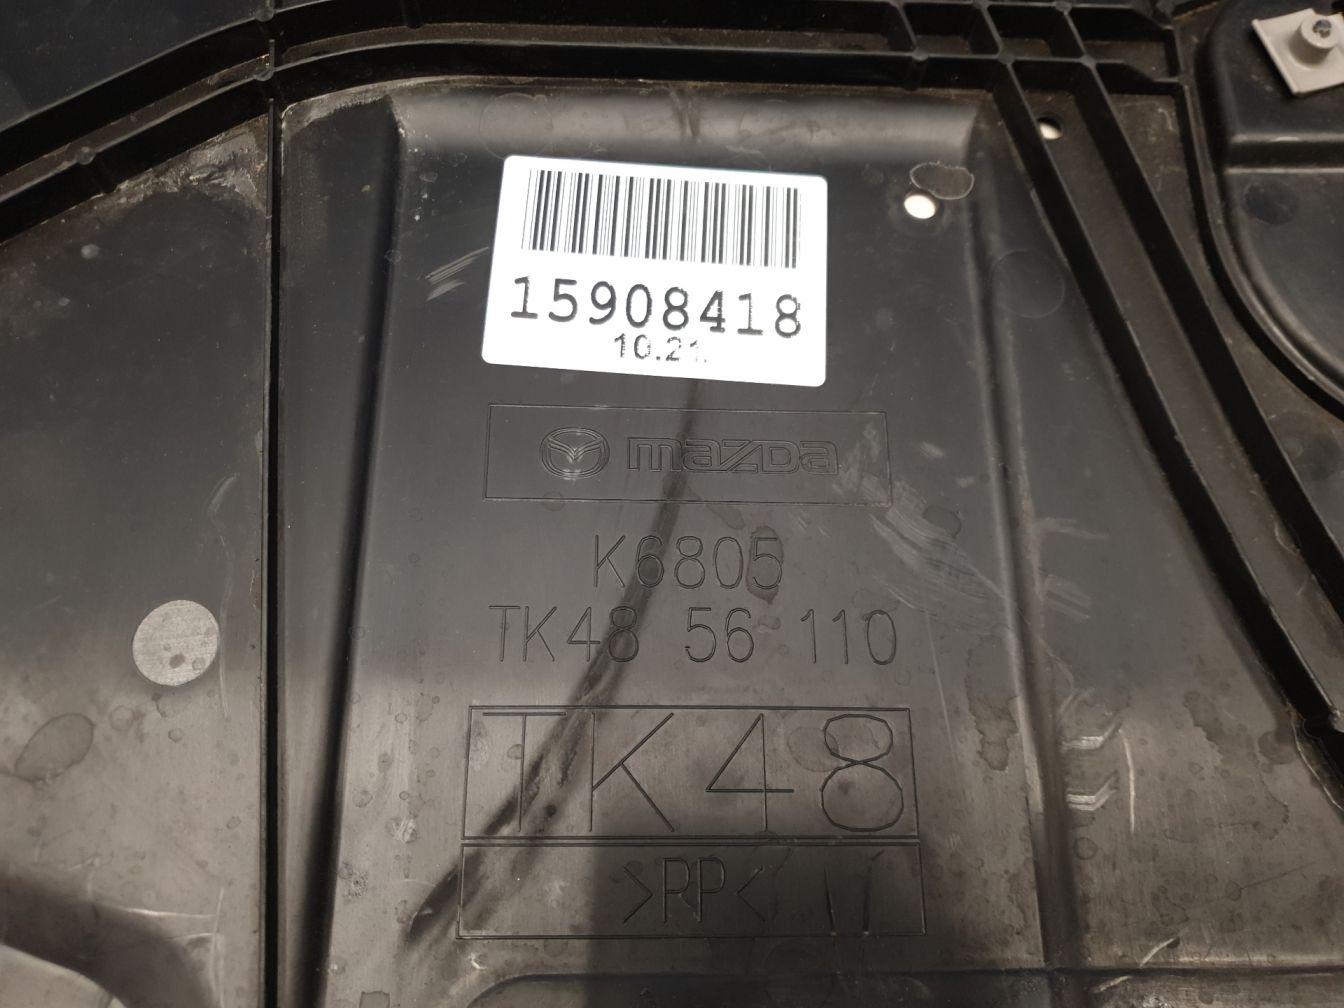 15908418
10.21.
mazda
K6805
TK48 56 110
TK48
>PP<